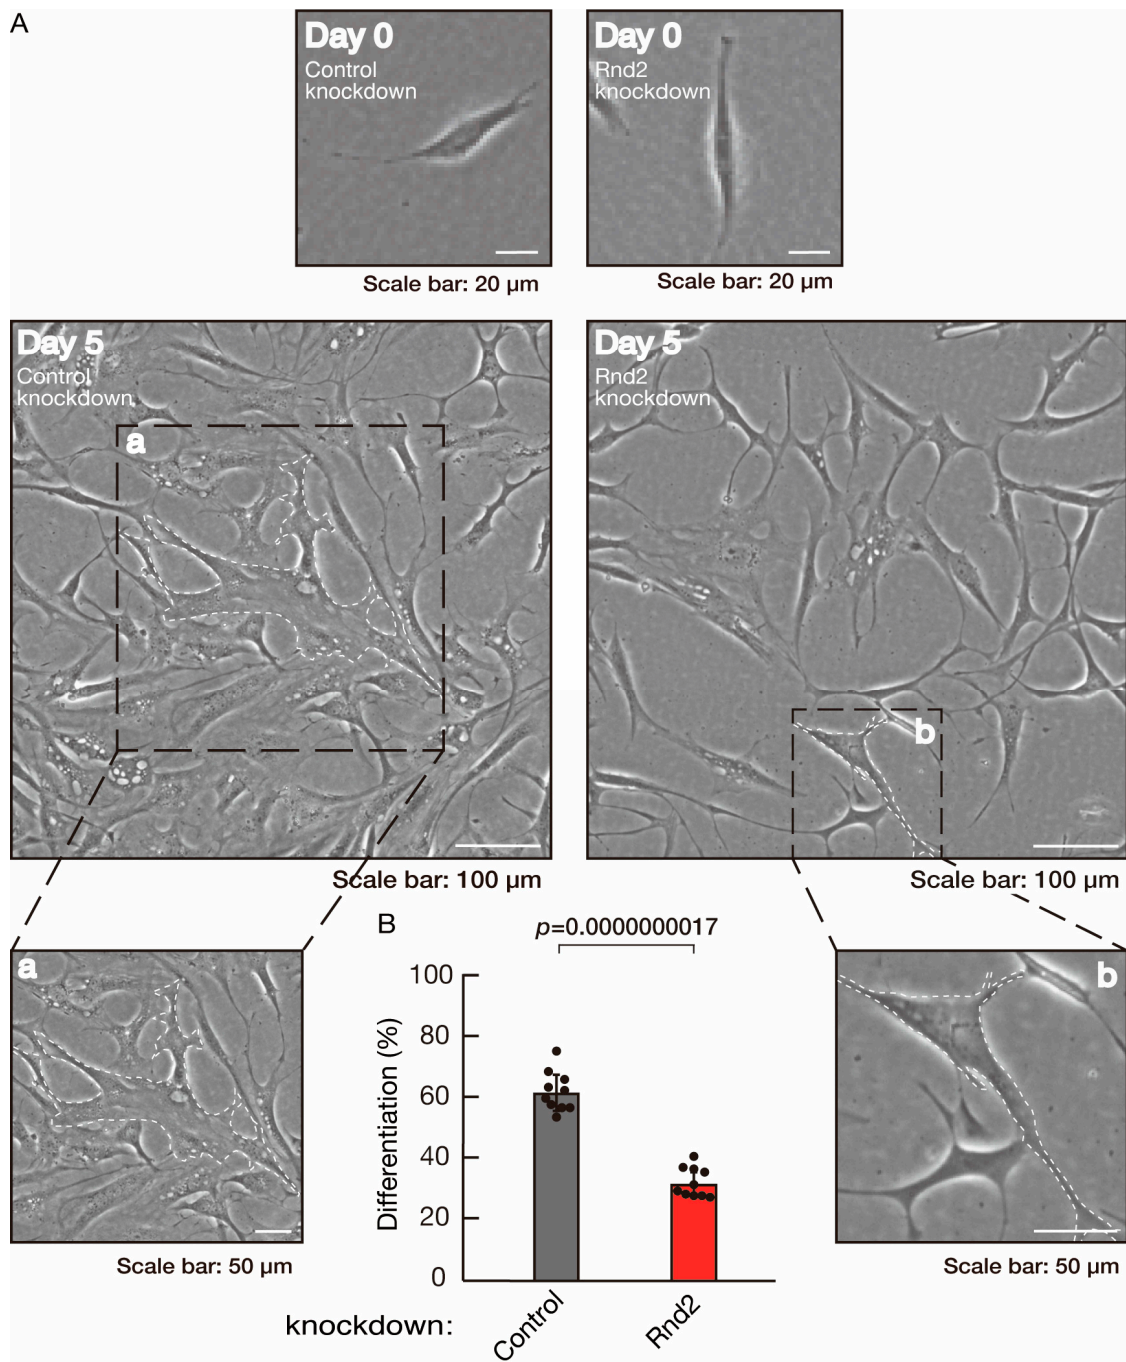 A
Day 0
Control
knockdown
Scale bar: 20 µm
Day 0
Rnd2
knockdown
Scale bar: 20 µm
Day 5
Control
knockdown
a
Scale bar: 100 µm
Day 5
Rnd2
knockdown
b
Scale bar: 100 µm
a
Scale bar: 50 µm
B
p=0.0000000017
Differentiation (%)
100
80
60
40
20
0
knockdown:
Control
Rnd2
b
Scale bar: 50 µm